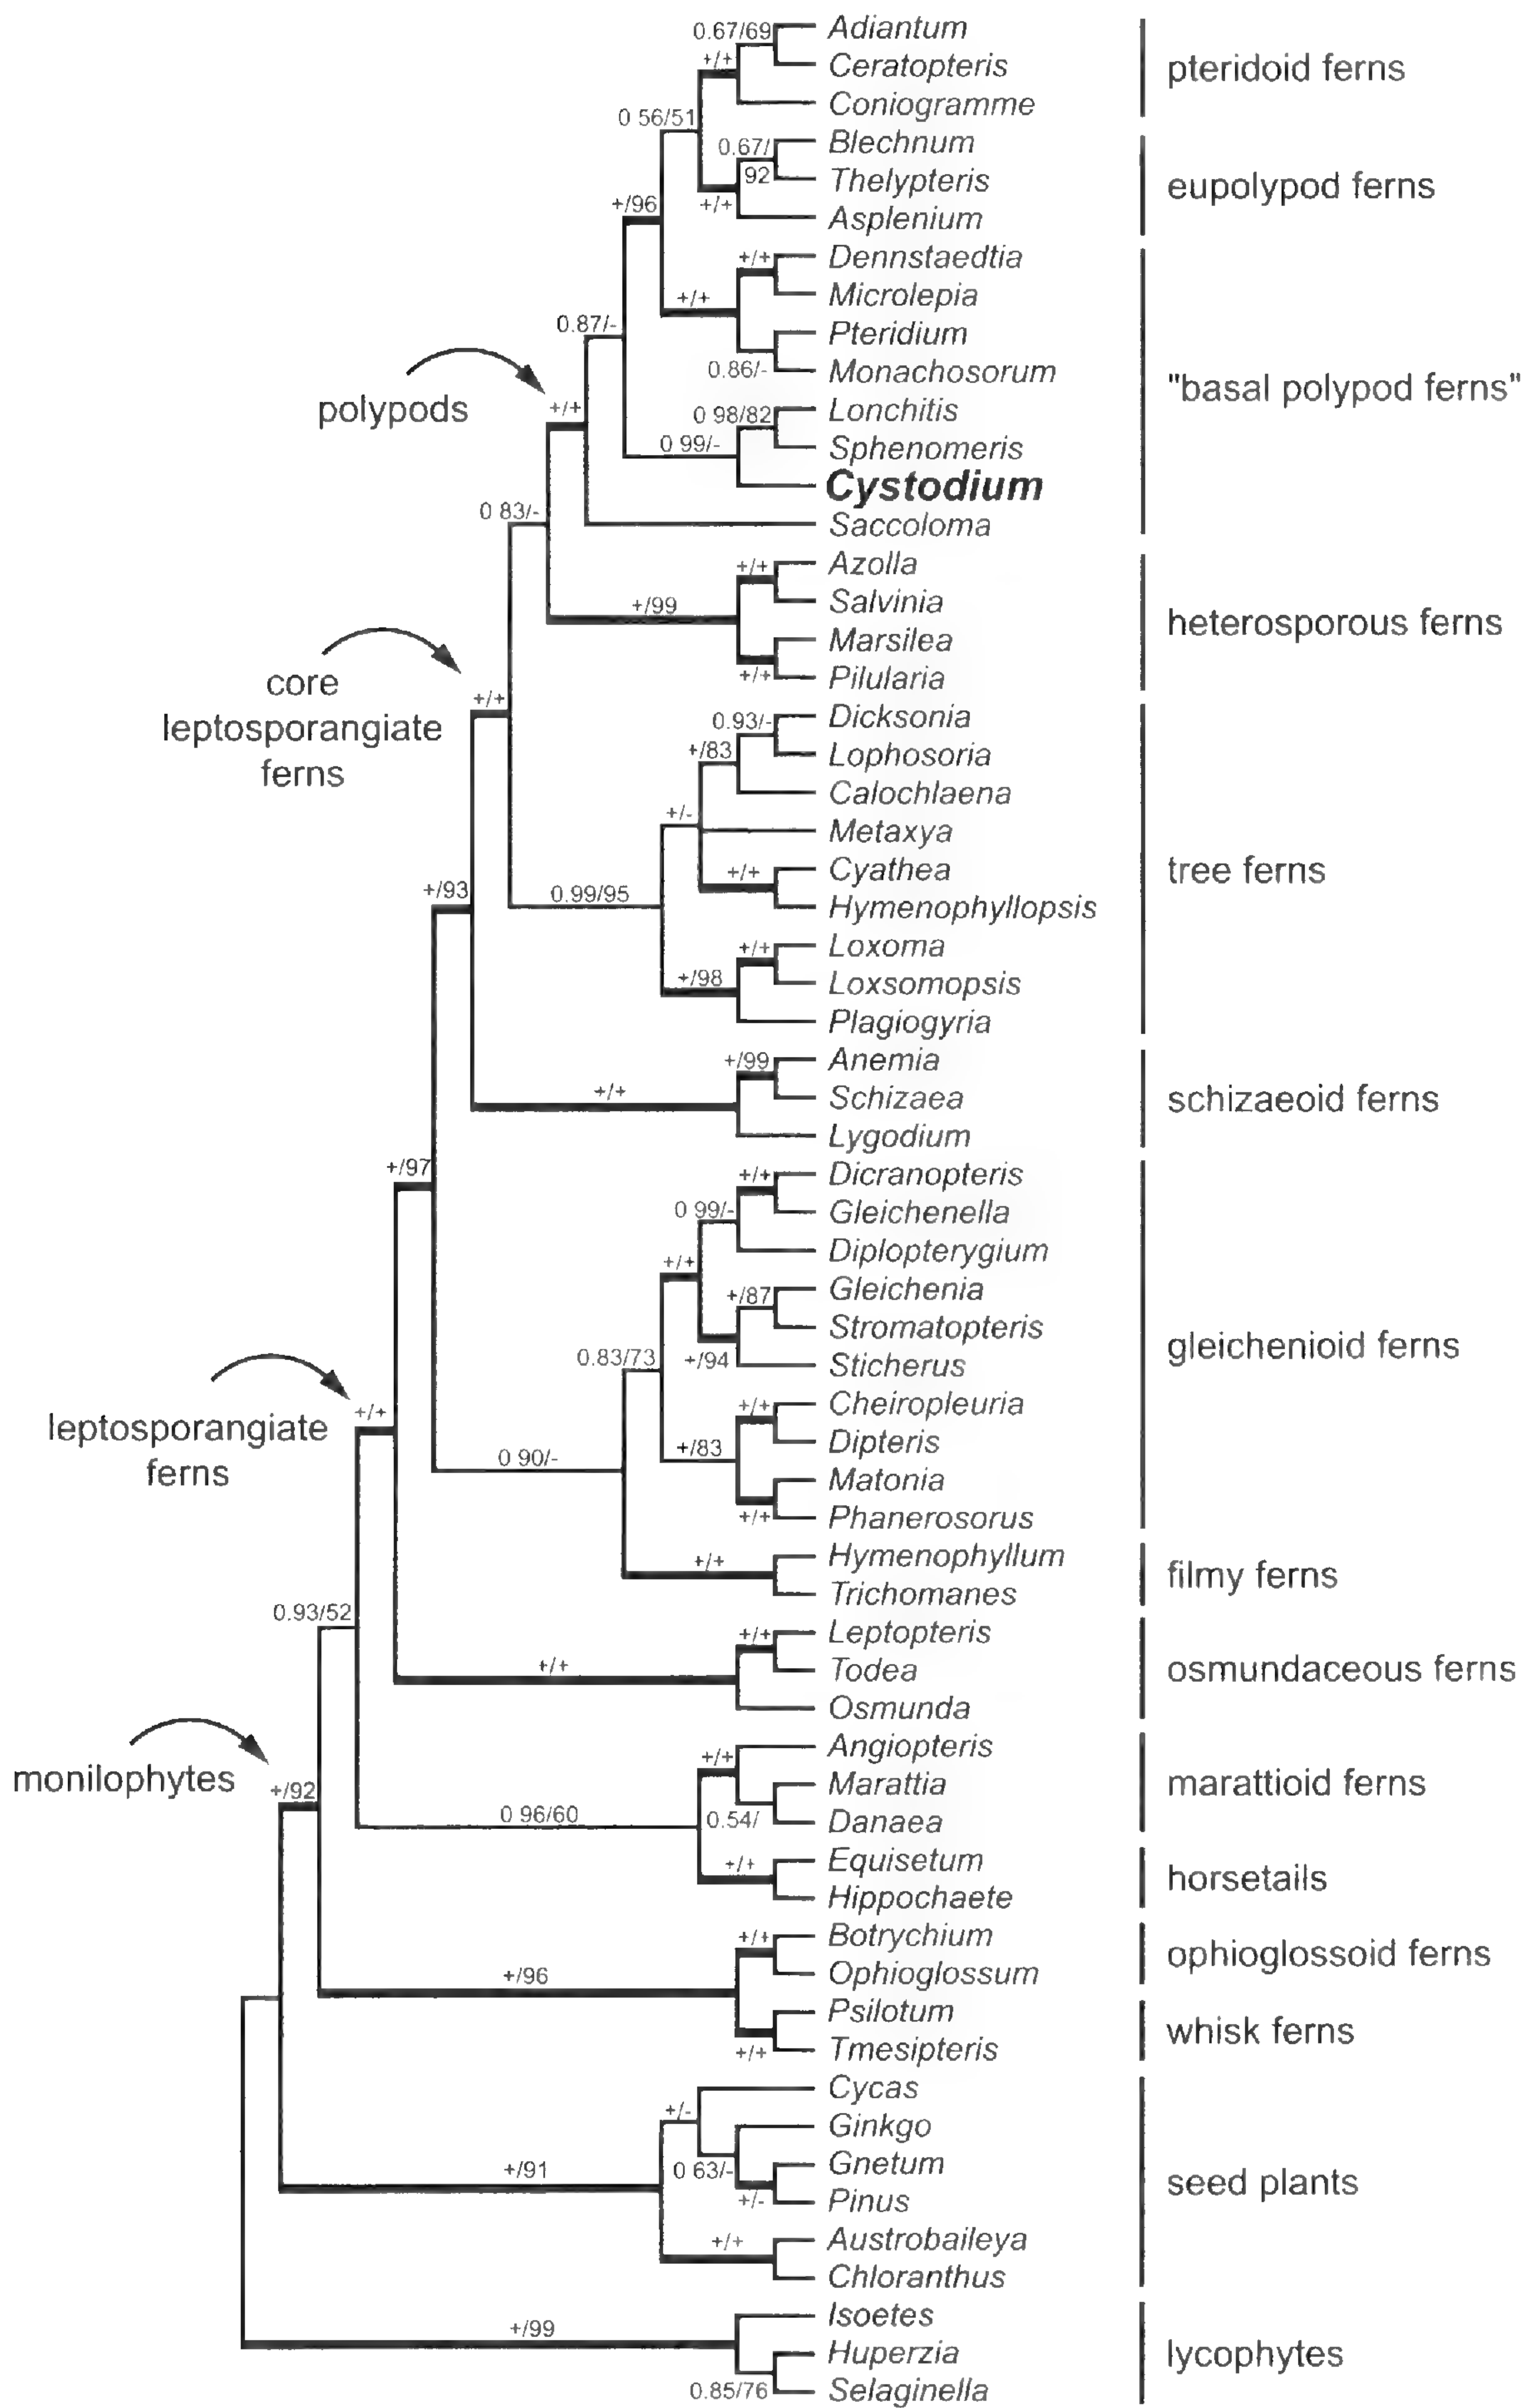 0.67/69
Adiantum
+/+
Ceratopteris
pteridoid ferns
Coniogramme
0 56/51
0.67/
Blechnum
92
Thelypteris
eupolypod ferns
+/96
+/+
Asplenium
+/+
Dennstaedtia
+/+
Microlepia
0.87/-
Pteridium
0.86/-
Monachosorum
"basal polypod ferns"
polypods
+/+
0 98/82
Lonchitis
0 99/-
Sphenomeris
Cystodium
0 83/-
Saccoloma
+/+
Azolla
+/99
Salvinia
heterosporous ferns
Marsilea
+/+
Pilularia
core
leptosporangiate
ferns
+/+
0.93/-
Dicksonia
+/83
Lophosoria
Calochlaena
+/-
Metaxya
+/+
Cyathea
tree ferns
+/93
0.99/95
Hymenophyllopsis
+/+
Loxoma
+/98
Loxsomopsis
Plagiogyria
+/99
Anemia
+/+
Schizaea
schizaeoid ferns
Lygodium
+/97
+/+
Dicranopteris
0 99/-
Gleichenella
Diplopterygium
+/+
+/87
Gleichenia
Stromatopteris
gleichenioid ferns
0.83/73
+/94
Sticherus
leptosporangiate
ferns
+/+
+/+
Cheiropleuria
+/83
Dipteris
0 90/-
Matonia
+/+
Phanerosorus
+/+
Hymenophyllum
filmy ferns
Trichomanes
0.93/52
+/+
Leptopteris
+/+
Todea
osmundaceous ferns
Osmunda
monilophytes
+/92
+/+
Angiopteris
Marattia
marattioid ferns
0 96/60
0.54/
Danaea
+/+
Equisetum
horsetails
Hippochaete
+/+
Botrychium
ophioglossoid ferns
+/96
Ophioglossum
Psilotum
whisk ferns
+/+
Tmesipteris
Cycas
+/-
Ginkgo
+/91
0 63/-
Gnetum
seed plants
+/-
Pinus
+/+
Austrobaileya
Chloranthus
+/99
Isoetes
Huperzia
lycophytes
0.85/76
Selaginella